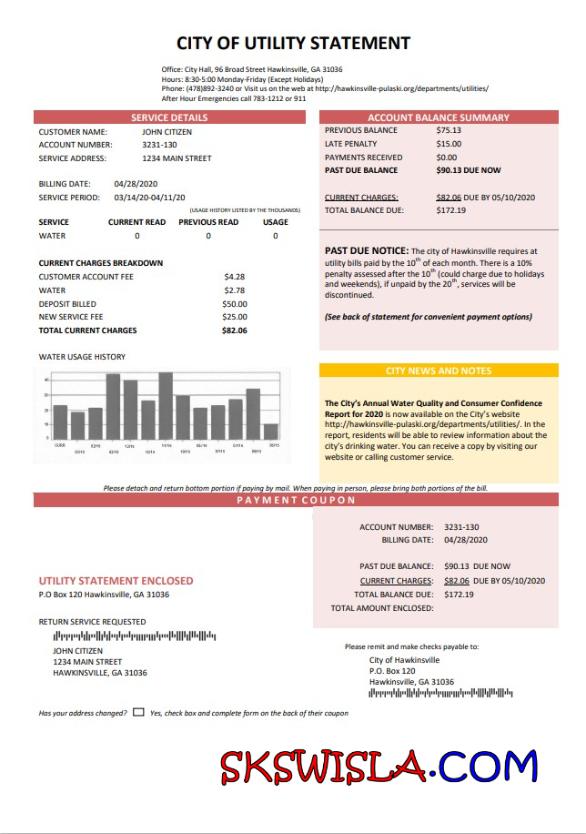 CITY OF UTILITY STATEMENT
Office: City Hall, 96 Broad Street Hawkinsville, GA 31036
Hours: 8:30-5:00 Monday-Friday (Except Holidays)
Phone: (478)892-3240 or Visit us on the web at http://hawkinsville-pulaski.org/departments/utilities/
After Hour Emergencies call 783-1212 or 911
SERVICE DETAILS
CUSTOMER NAME: JOHN CITIZEN
ACCOUNT NUMBER: 3231-130
SERVICE ADDRESS: 1234 MAIN STREET
BILLING DATE: 04/28/2020
SERVICE PERIOD: 03/14/20-04/11/20
(USAGE HISTORY LISTED BY THE THOUSANDS)
SERVICE CURRENT READ PREVIOUS READ USAGE
WATER 0 0 0
CURRENT CHARGES BREAKDOWN
CUSTOMER ACCOUNT FEE $4.28
WATER $2.78
DEPOSIT BILLED $50.00
NEW SERVICE FEE $25.00
TOTAL CURRENT CHARGES $82.06
WATER USAGE HISTORY
ACCOUNT BALANCE SUMMARY
PREVIOUS BALANCE $75.13
LATE PENALTY $15.00
PAYMENTS RECEIVED $0.00
PAST DUE BALANCE $90.13 DUE NOW
CURRENT CHARGES: $82.06 DUE BY 05/10/2020
TOTAL BALANCE DUE: $172.19
PAST DUE NOTICE: The city of Hawkinsville requires at
utility bills paid by the 10th of each month. There is a 10%
penalty assessed after the 10th (could charge due to holidays
and weekends), if unpaid by the 20th, services will be
discontinued.
(See back of statement for convenient payment options)
CITY NEWS AND NOTES
The City's Annual Water Quality and Consumer Confidence
Report for 2020 is now available on the City's website
http://hawkinsville-pulaski.org/departments/utilities/. In the
report, residents will be able to review information about the
city's drinking water. You can receive a copy by visiting our
website or calling customer service.
Please detach and return bottom portion if paying by mail. When paying in person, please bring both portions of the bill.
PAYMENT COUPON
ACCOUNT NUMBER: 3231-130
BILLING DATE: 04/28/2020
PAST DUE BALANCE: $90.13 DUE NOW
CURRENT CHARGES: $82.06 DUE BY 05/10/2020
TOTAL BALANCE DUE: $172.19
TOTAL AMOUNT ENCLOSED:
UTILITY STATEMENT ENCLOSED
P.O Box 120 Hawkinsville, GA 31036
RETURN SERVICE REQUESTED
JOHN CITIZEN
1234 MAIN STREET
HAWKINSVILLE, GA 31036
Please remit and make checks payable to:
City of Hawkinsville
P.O. Box 120
Hawkinsville, GA 31036
Has your address changed? Yes, check box and complete form on the back of their coupon
SKSWISLA.COM